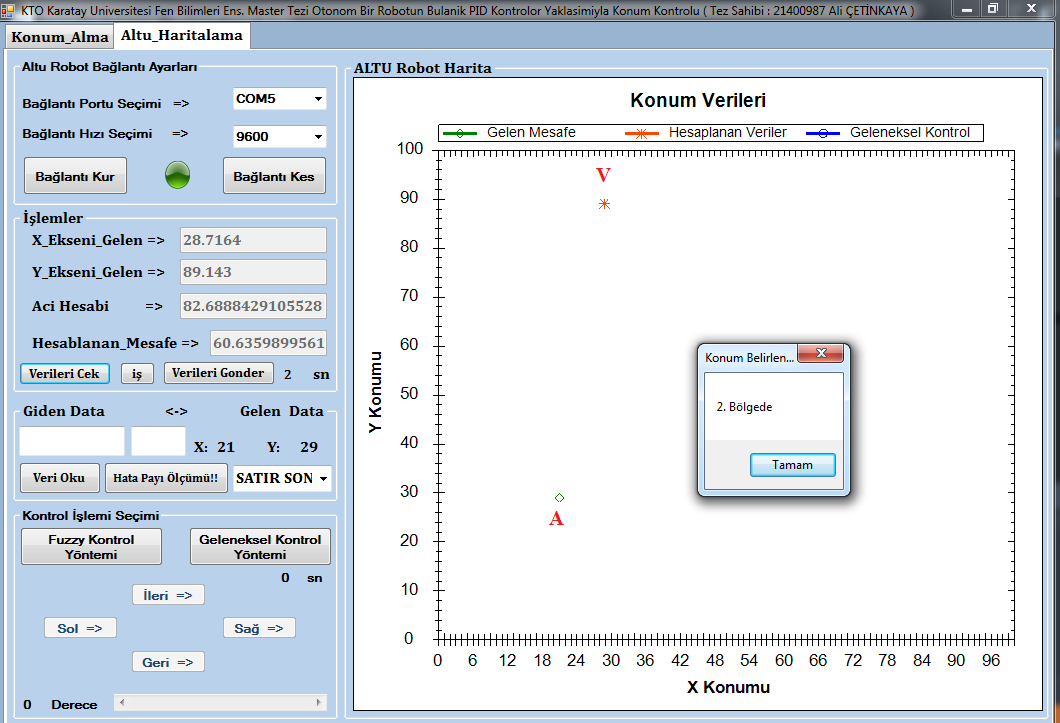 KTO Karatay Universitesi Fen Bilimleri Ens. Master Tezi Otonom Bir Robotun Bulanik PID Kontrolor Yaklasimiyla Konum Kontrolu ( Tez Sahibi : 21400987 Ali ÇETİNKAYA )
Konum_Alma Altu_Haritalama
Altu Robot Bağlantı Ayarları
Bağlantı Portu Seçimi => COM5
Bağlantı Hızı Seçimi => 9600
Bağlantı Kur Bağlantı Kes
İşlemler
X_Ekseni_Gelen => 28.7164
Y_Ekseni_Gelen => 89.143
Aci Hesabi => 82.6888429105528
Hesablanan_Mesafe => 60.6359899561
Verileri Cek iş Verileri Gonder 2 sn
Giden Data <-> Gelen Data
X: 21 Y: 29
Veri Oku Hata Payı Ölçümü!! SATIR SON
Kontrol İşlemi Seçimi
Fuzzy Kontrol Yöntemi
Geleneksel Kontrol Yöntemi
0 sn
İleri =>
Sol => Sağ =>
Geri =>
0 Derece
ALTU Robot Harita
Konum Verileri
Gelen Mesafe Hesaplanan Veriler Geleneksel Kontrol
100
90
80
70
60
50
40
30
20
10
0
Y Konumu
V
A
0 6 12 18 24 30 36 42 48 54 60 66 72 78 84 90 96
X Konumu
Konum Belirlen...
2. Bölgede
Tamam